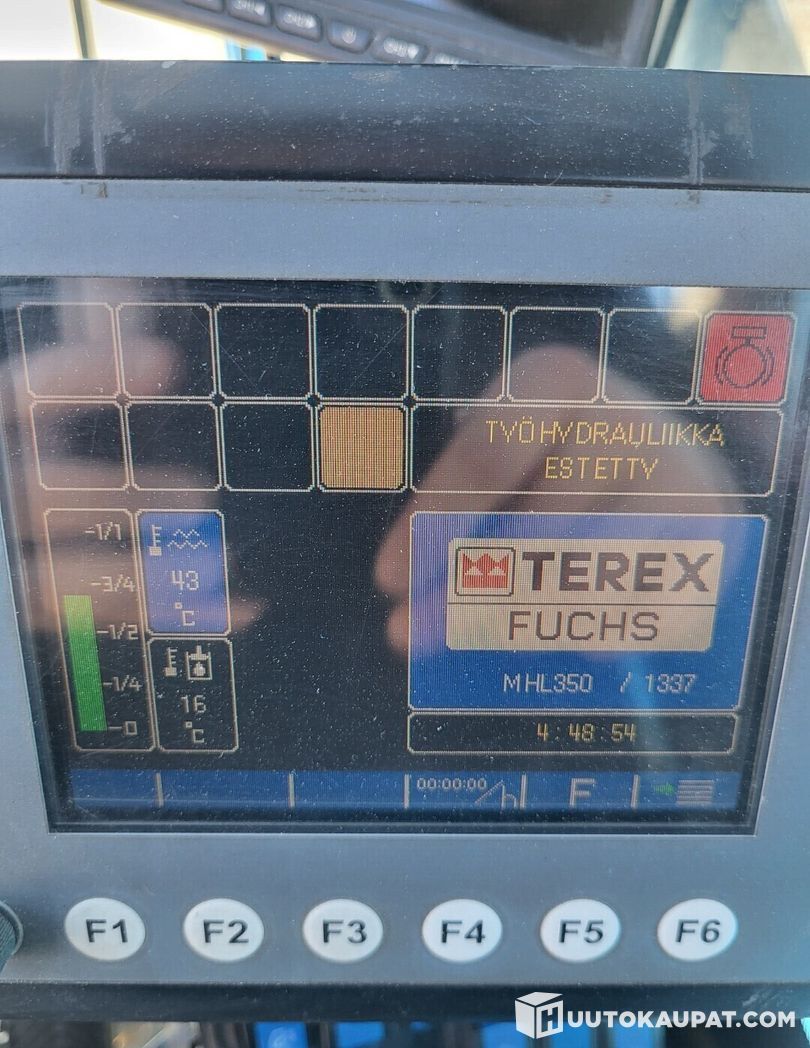 TYÖHYDRAULIIKKA
ESTETTY
-1/1
-3/4
-1/2
-1/4
-0
43
°C
16
°C
TEREX
FUCHS
MHL350 / 1337
4:48:54
00:00:00 h
F
F1 F2 F3 F4 F5 F6
HUUTOKAUPAT.COM